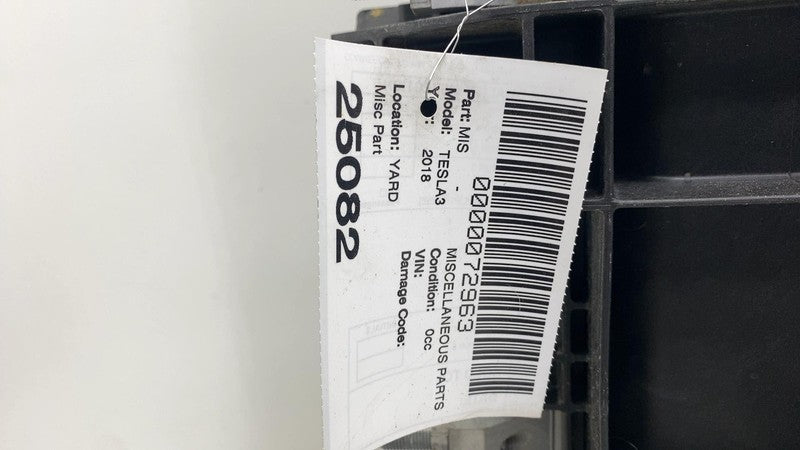 0000072963
Part: MIS - MISCELLANEOUS PARTS
Model: TESLA3 Condition: 0cc
2018 VIN:
Location: YARD Damage Code:
Misc Part
25082